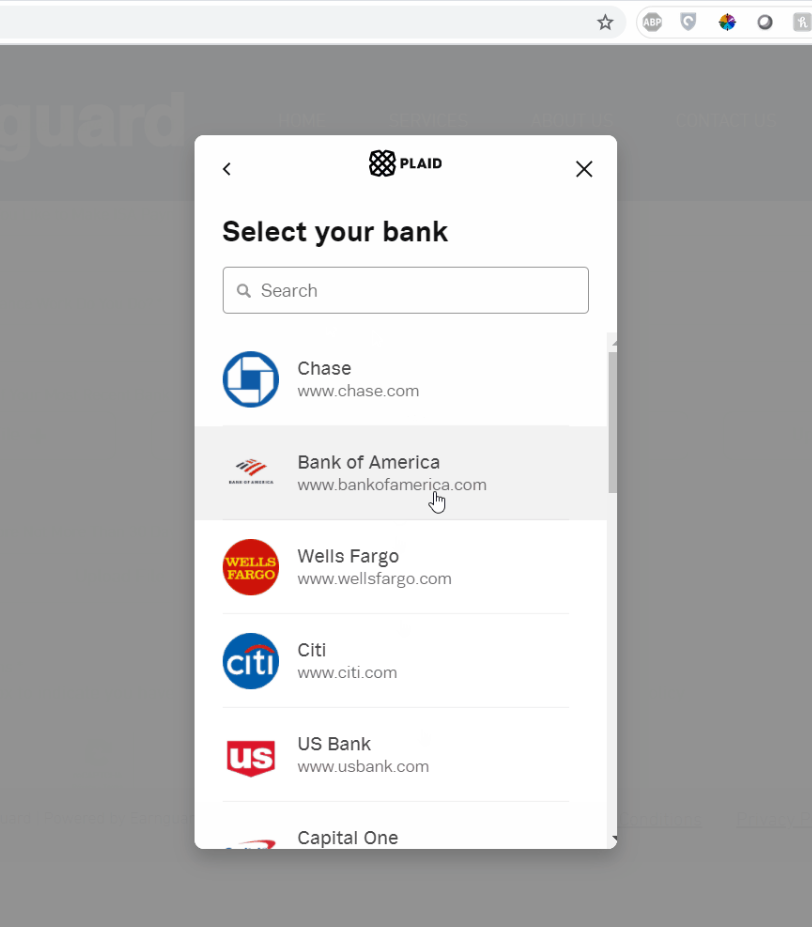 ABP
guard
HOME SERVICES ABOUT US CONTACT US
PLAID
Select your bank
Search
Chase
www.chase.com
BANK OF AMERICA
Bank of America
www.bankofamerica.com
WELLS
FARGO
Wells Fargo
www.wellsfargo.com
citi
Citi
www.citi.com
us
US Bank
www.usbank.com
Capital One